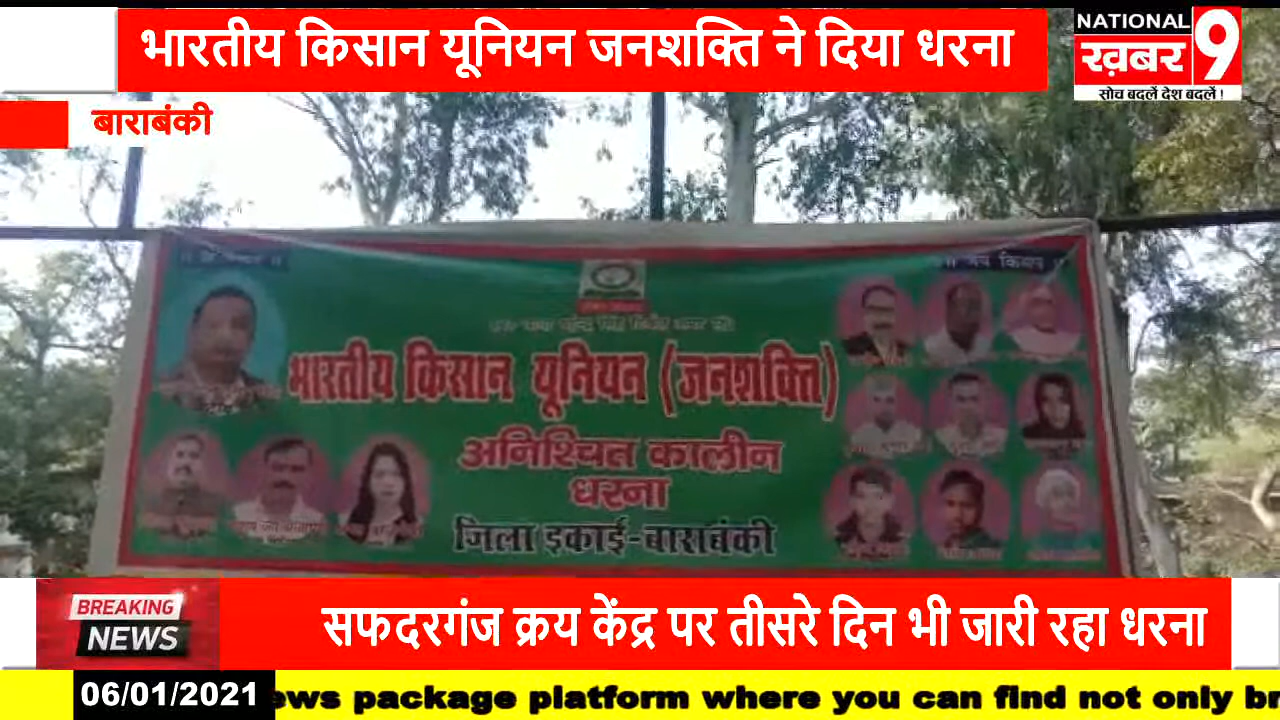 भारतीय किसान यूनियन जनशक्ति ने दिया धरना
NATIONAL
ख़बर 9
सोच बदलें देश बदलें !
बाराबंकी
भारतीय किसान यूनियन (जनशक्ति)
अनिश्चित कालीन
धरना
जिला इकाई-बाराबंकी
BREAKING
NEWS
सफदरगंज क्रय केंद्र पर तीसरे दिन भी जारी रहा धरना
06/01/2021
ews package platform where you can find not only br